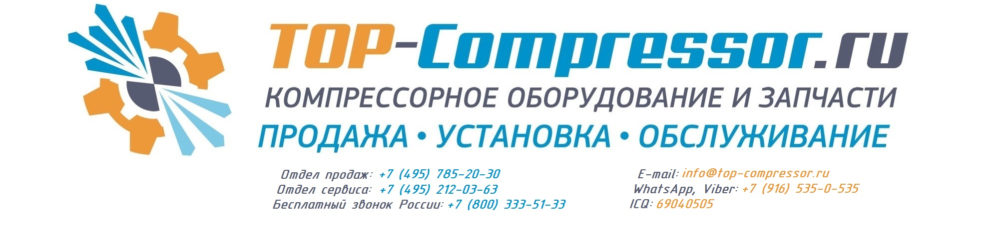 TOP-Compressor.ru
КОМПРЕССОРНОЕ ОБОРУДОВАНИЕ И ЗАПЧАСТИ
ПРОДАЖА • УСТАНОВКА • ОБСЛУЖИВАНИЕ
Отдел продаж: +7 (495) 785-20-30
Отдел сервиса: +7 (495) 212-03-63
Бесплатный звонок России: +7 (800) 333-51-33
E-mail: info@top-compressor.ru
WhatsApp, Viber: +7 (916) 535-0-535
ICQ: 69040505